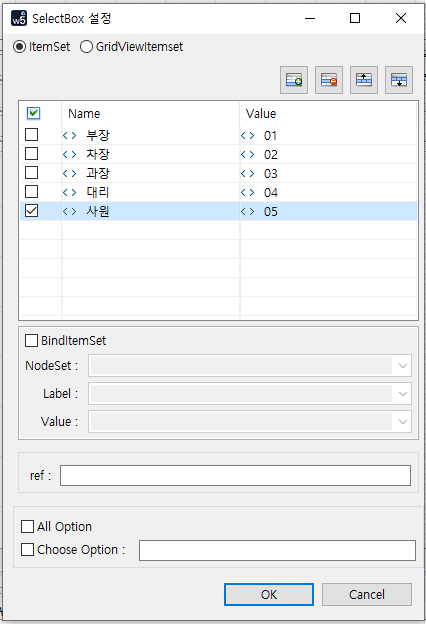 w5 SelectBox 설정
ItemSet GridViewItemset
Name Value
<> 부장 <> 01
<> 차장 <> 02
<> 과장 <> 03
<> 대리 <> 04
<> 사원 <> 05
BindItemSet
NodeSet :
Label :
Value :
ref :
All Option
Choose Option :
OK Cancel